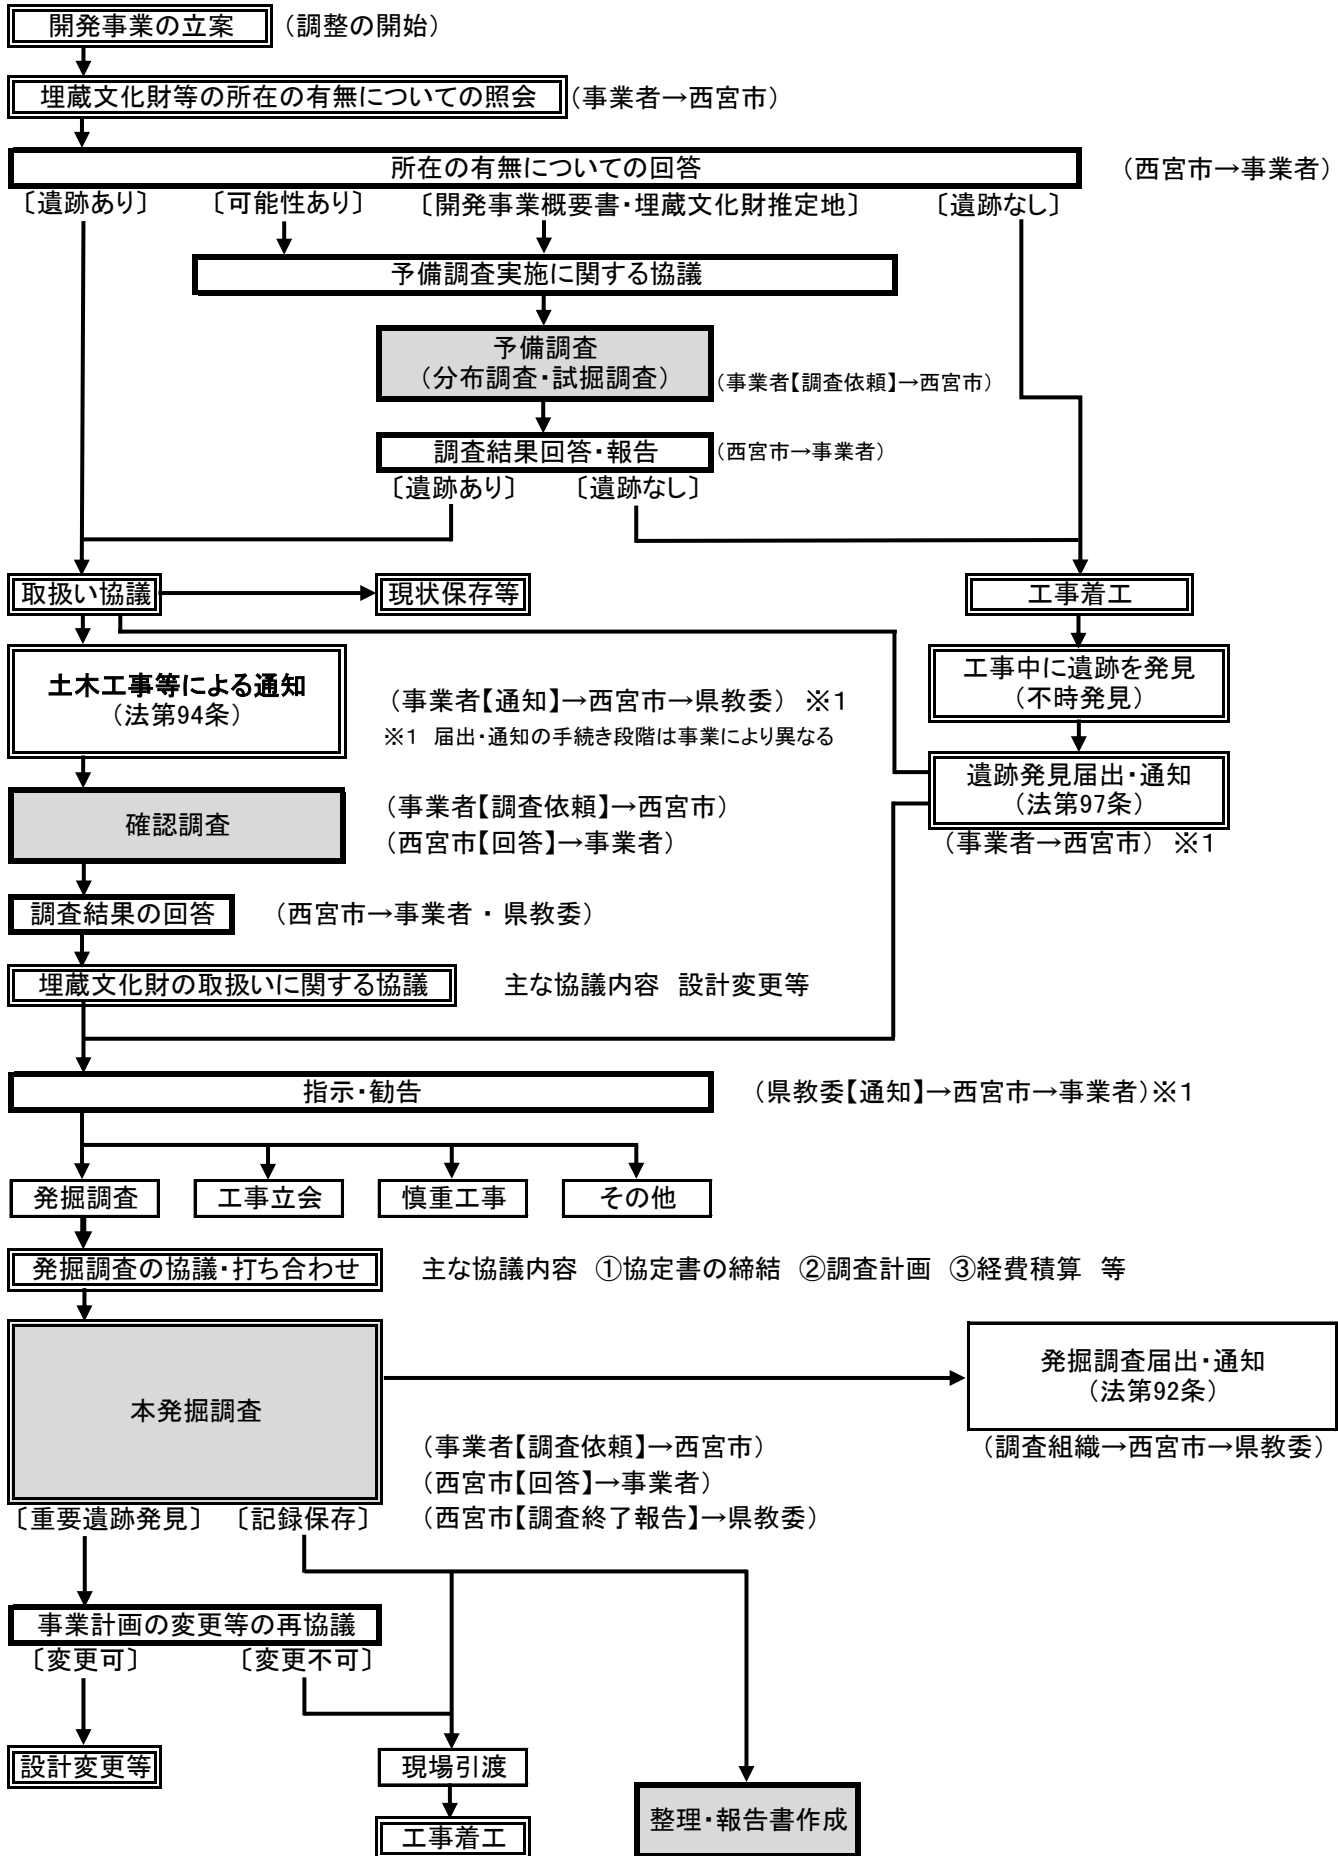 開発事業の立案 （調整の開始）
埋蔵文化財等の所在の有無についての照会 （事業者→西宮市）
所在の有無についての回答 （西宮市→事業者）
〔遺跡あり〕 〔可能性あり〕 〔開発事業概要書・埋蔵文化財推定地〕 〔遺跡なし〕
予備調査実施に関する協議
予備調査
（分布調査・試掘調査） （事業者【調査依頼】→西宮市）
調査結果回答・報告 （西宮市→事業者）
〔遺跡あり〕 〔遺跡なし〕
取扱い協議 現状保存等 工事着工
土木工事等による通知
（法第94条）
（事業者【通知】→西宮市→県教委） ※1
※1 届出・通知の手続き段階は事業により異なる
工事中に遺跡を発見
（不時発見）
遺跡発見届出・通知
（法第97条）
（事業者→西宮市） ※1
確認調査
（事業者【調査依頼】→西宮市）
（西宮市【回答】→事業者）
調査結果の回答 （西宮市→事業者 ・ 県教委）
埋蔵文化財の取扱いに関する協議 主な協議内容 設計変更等
指示・勧告 （県教委【通知】→西宮市→事業者）※1
発掘調査 工事立会 慎重工事 その他
発掘調査の協議・打ち合わせ 主な協議内容 ①協定書の締結 ②調査計画 ③経費積算 等
本発掘調査
発掘調査届出・通知
（法第92条）
（調査組織→西宮市→県教委）
（事業者【調査依頼】→西宮市）
（西宮市【回答】→事業者）
（西宮市【調査終了報告】→県教委）
〔重要遺跡発見〕 〔記録保存〕
事業計画の変更等の再協議
〔変更可〕 〔変更不可〕
設計変更等 現場引渡
整理・報告書作成
工事着工